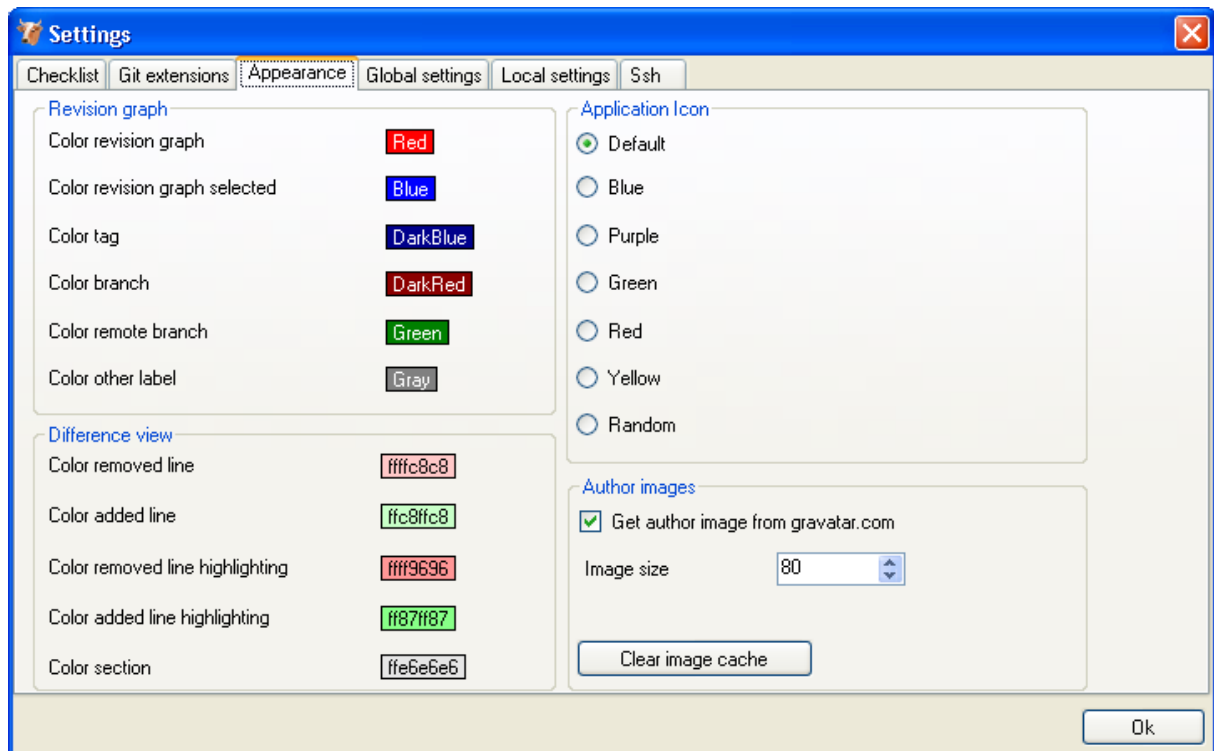 Settings
Checklist Git extensions Appearance Global settings Local settings Ssh
Revision graph
Color revision graph Red
Color revision graph selected Blue
Color tag DarkBlue
Color branch DarkRed
Color remote branch Green
Color other label Gray
Difference view
Color removed line ffffc8c8
Color added line ffc8ffc8
Color removed line highlighting ffff9696
Color added line highlighting ff87ff87
Color section ffe6e6e6
Application Icon
Default
Blue
Purple
Green
Red
Yellow
Random
Author images
Get author image from gravatar.com
Image size 80
Clear image cache
Ok